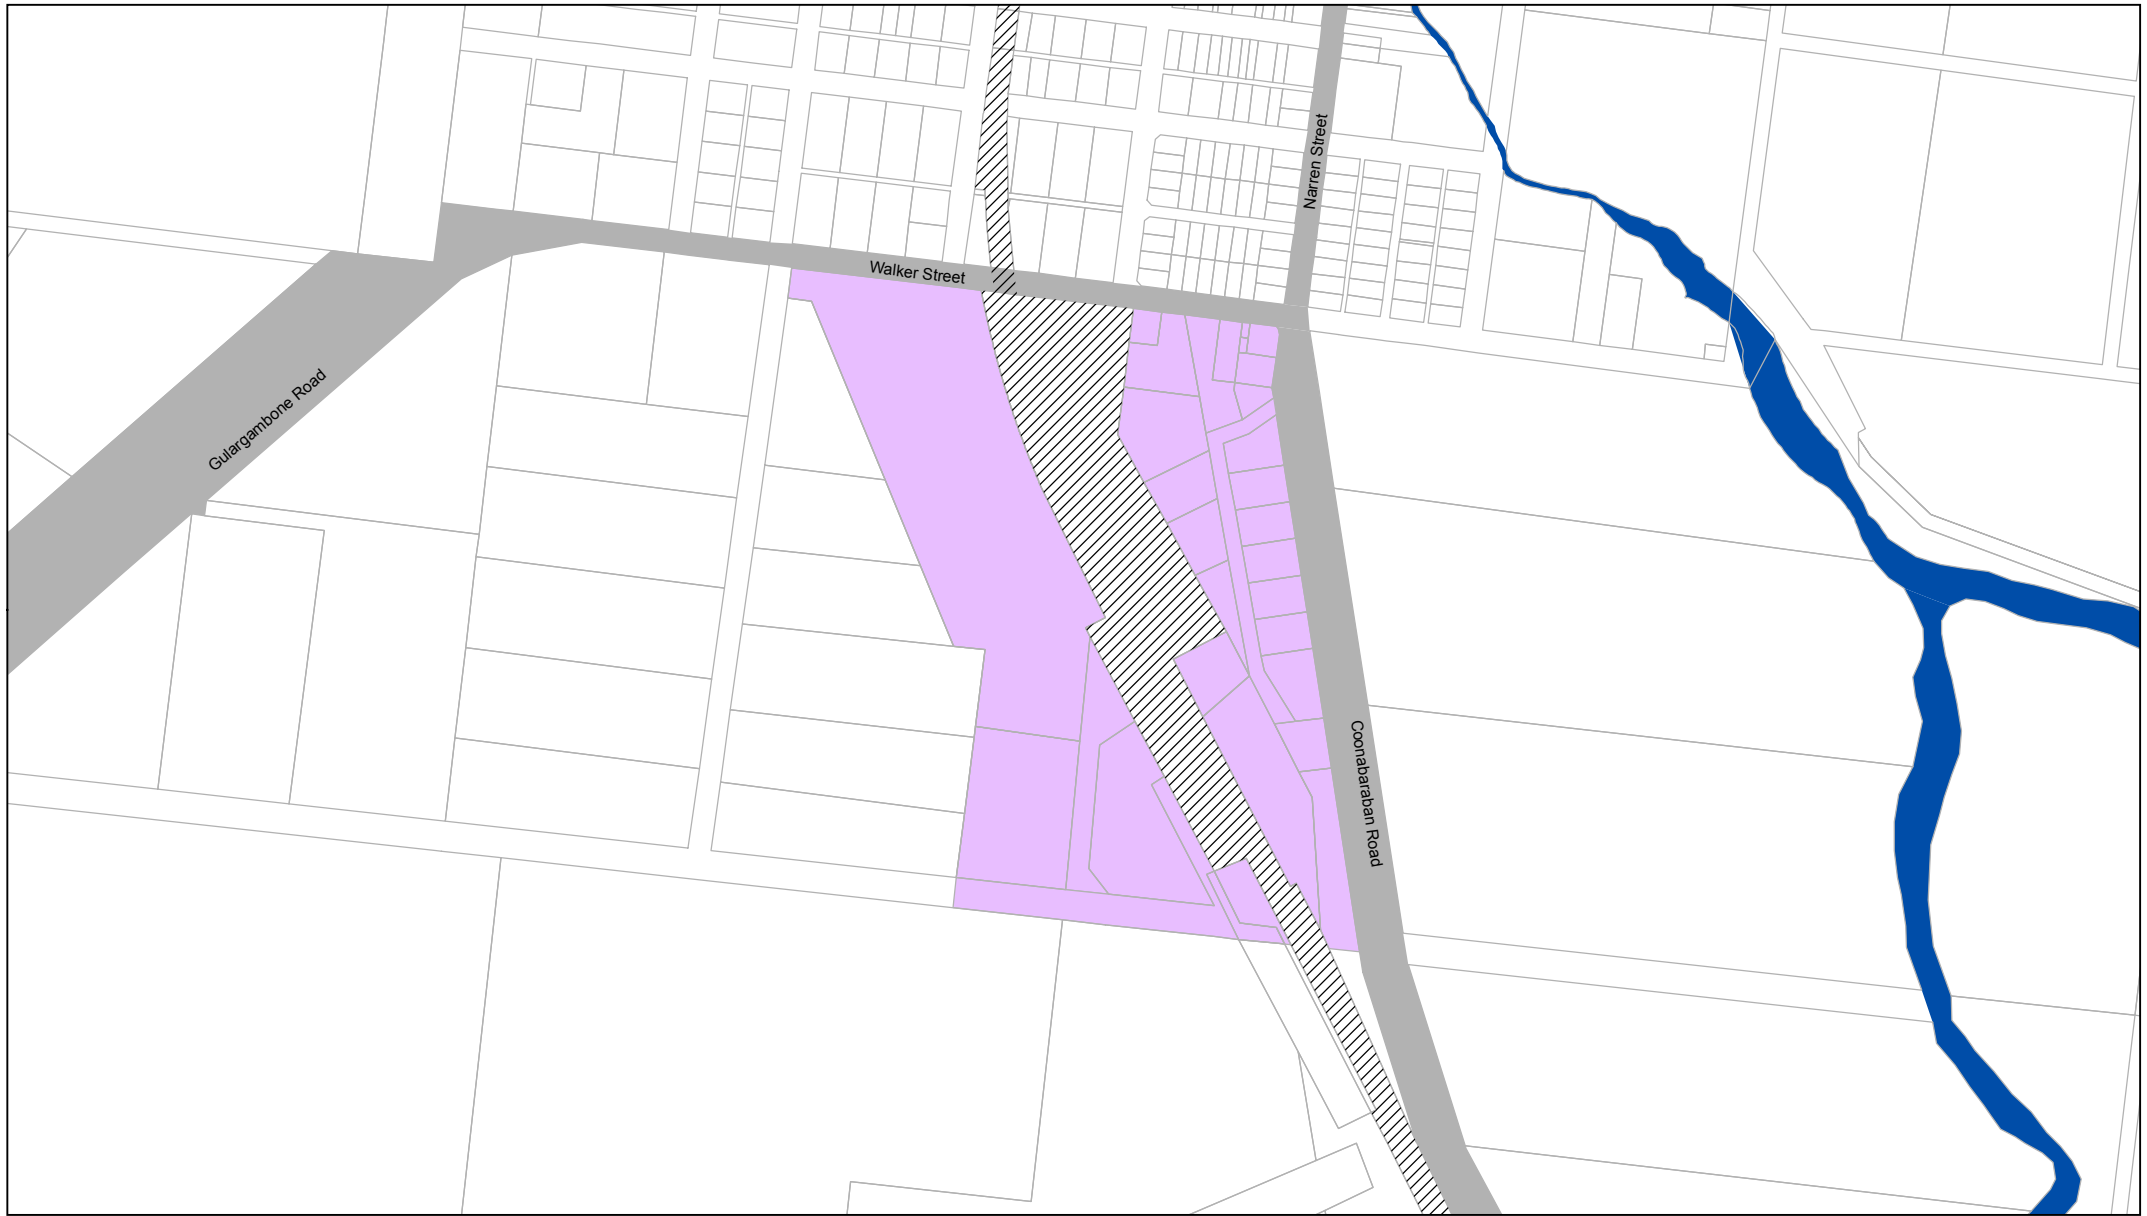 Narren Street
Walker Street
Gulargambone Road
Coonabaraban Road